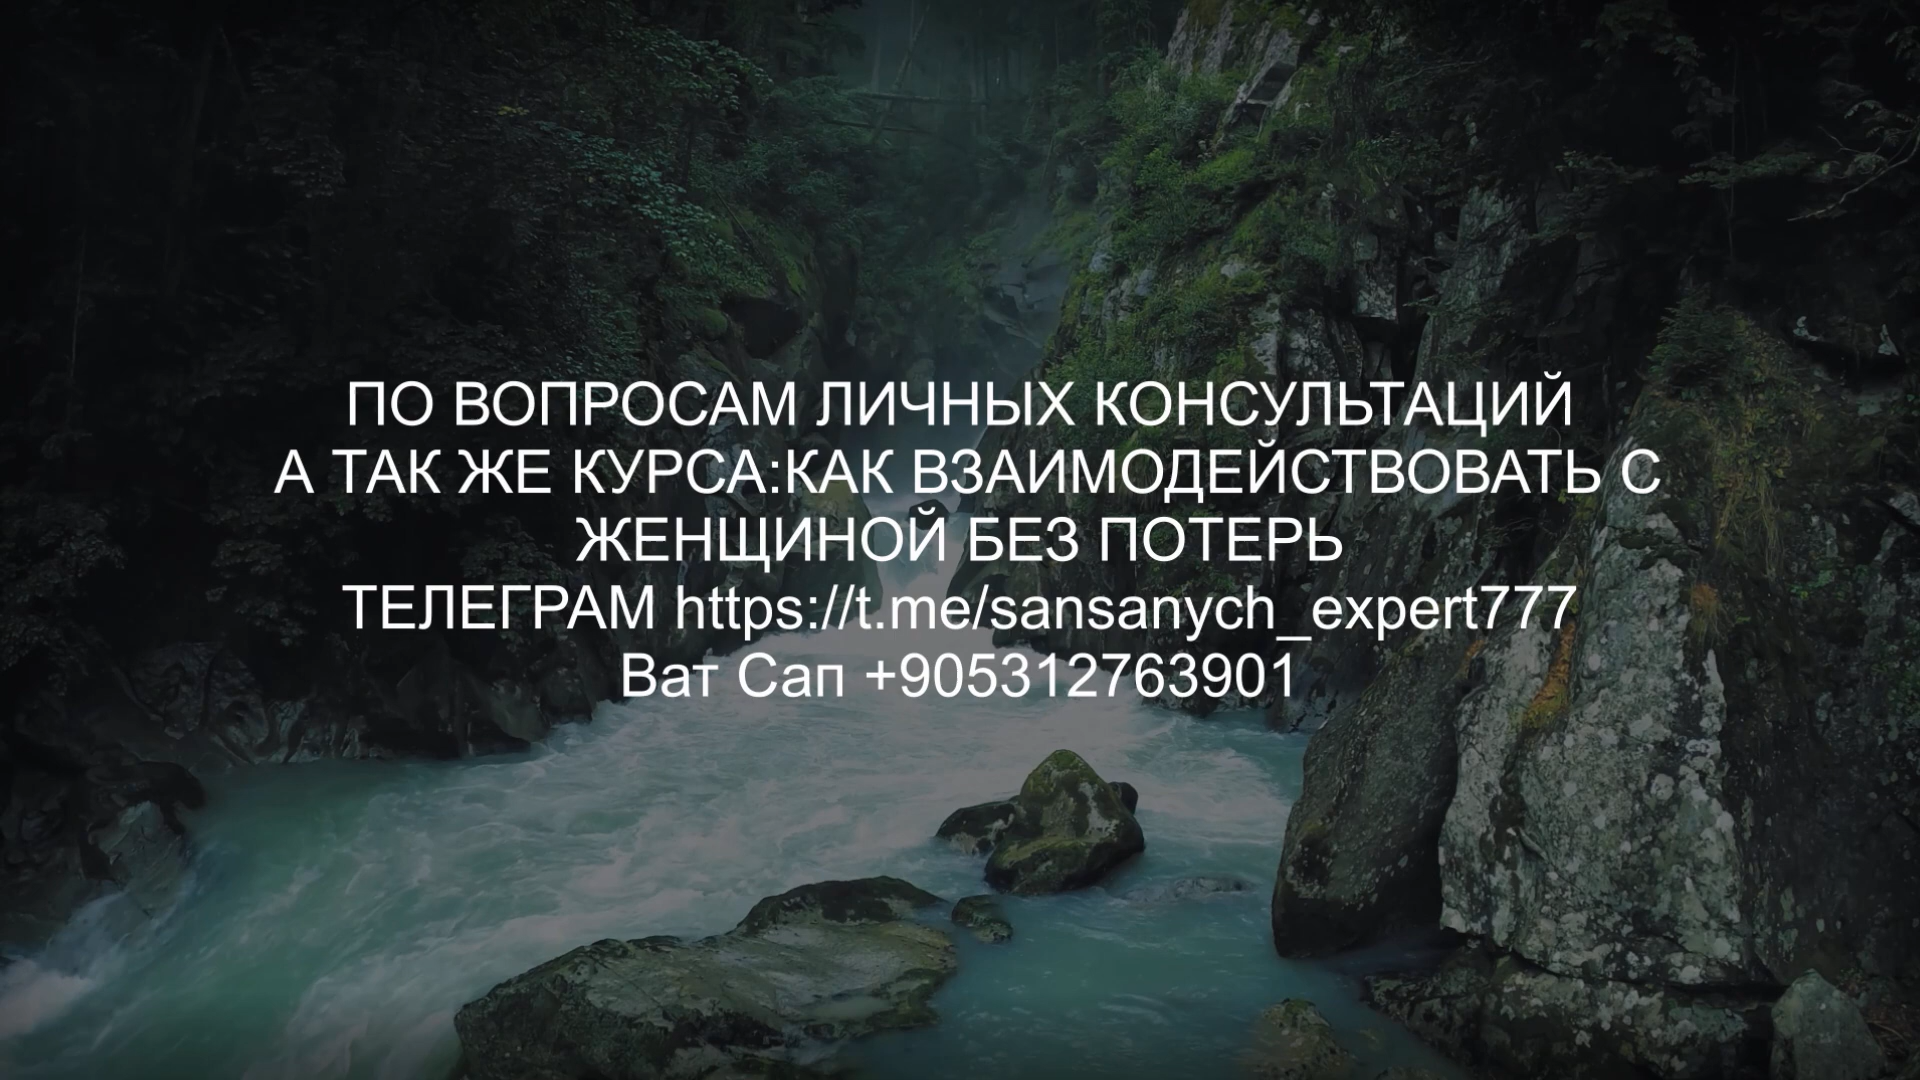 ПО ВОПРОСАМ ЛИЧНЫХ КОНСУЛЬТАЦИЙ
А ТАК ЖЕ КУРСА:КАК ВЗАИМОДЕЙСТВОВАТЬ С
ЖЕНЩИНОЙ БЕЗ ПОТЕРЬ
ТЕЛЕГРАМ https://t.me/sansanych_expert777
Ват Сап +905312763901